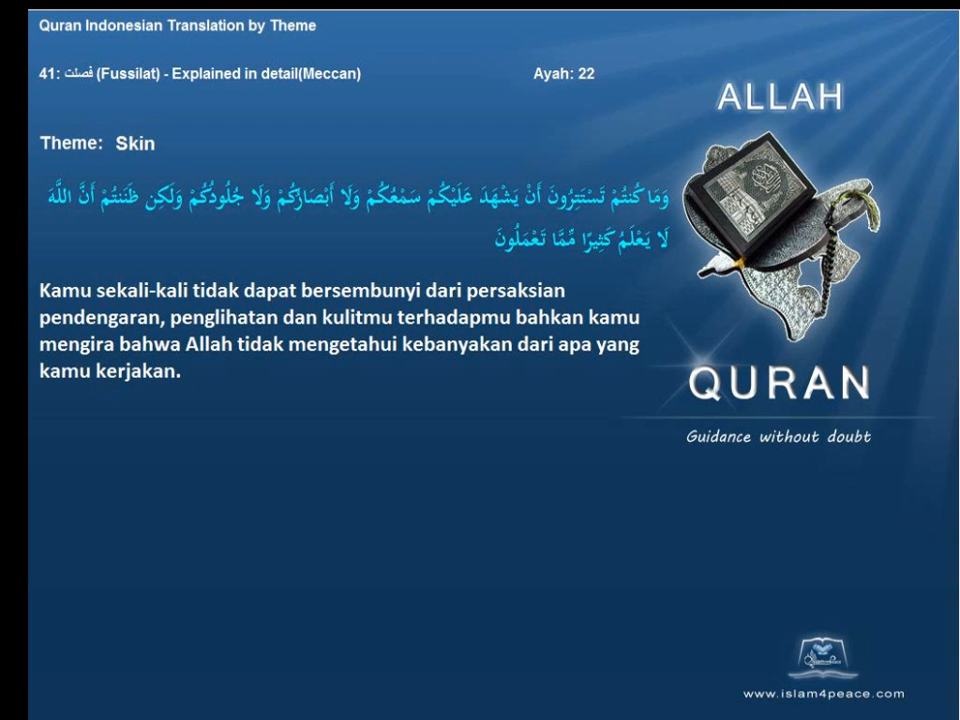 Quran Indonesian Translation by Theme
41: فصلت (Fussilat) - Explained in detail(Meccan) Ayah: 22
Theme: Skin
وَمَا كُنتُمْ تَسْتَتِرُونَ أَنْ يَشْهَدَ عَلَيْكُمْ سَمْعُكُمْ وَلَا أَبْصَارُكُمْ وَلَا جُلُودُكُمْ وَلَكِن ظَنَنتُمْ أَنَّ اللَّهَ
لَا يَعْلَمُ كَثِيرًا مِّمَّا تَعْمَلُونَ
Kamu sekali-kali tidak dapat bersembunyi dari persaksian
pendengaran, penglihatan dan kulitmu terhadapmu bahkan kamu
mengira bahwa Allah tidak mengetahui kebanyakan dari apa yang
kamu kerjakan.
ALLAH
QURAN
Guidance without doubt
www.islam4peace.com